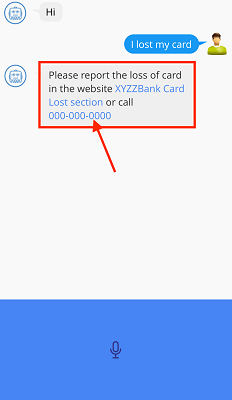 Hi
I lost my card
Please report the loss of card
in the website XYZZBank Card
Lost section or call
000-000-0000